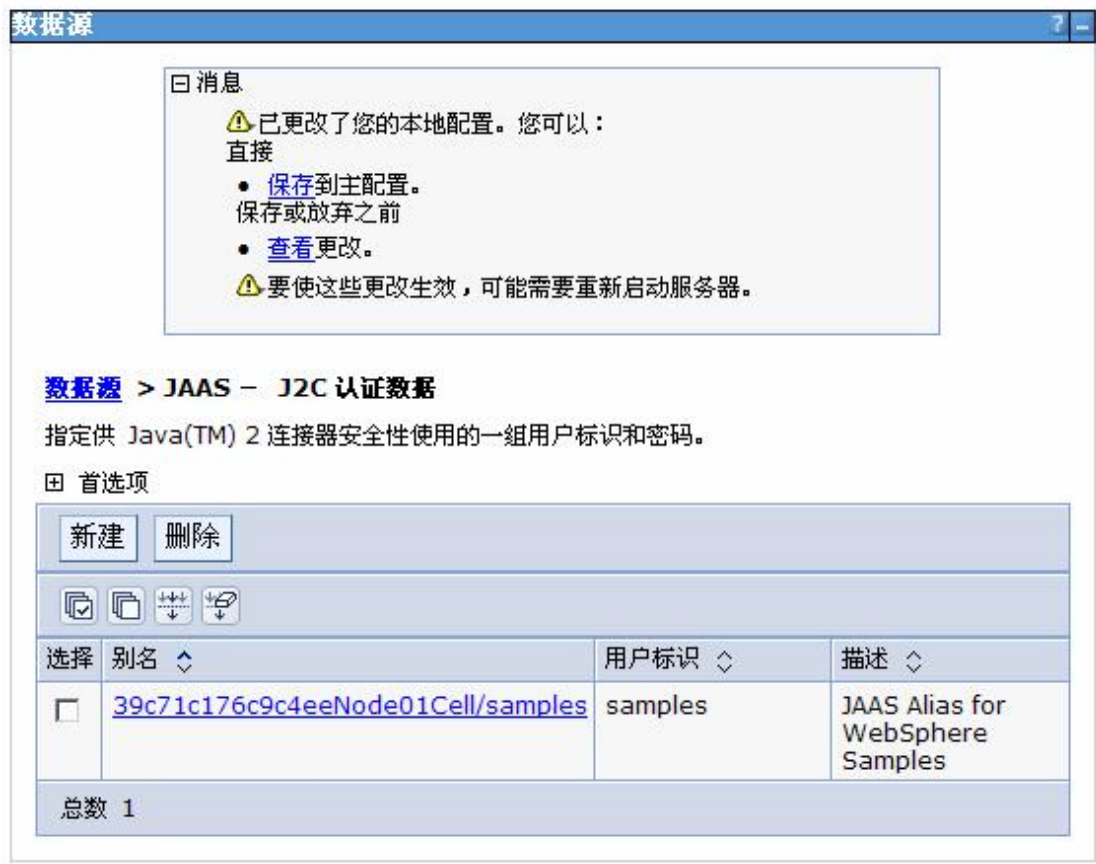 数据源
?
消息
已更改了您的本地配置。您可以：
直接
● 保存到主配置。
保存或放弃之前
● 查看更改。
要使这些更改生效，可能需要重新启动服务器。
数据源 > JAAS － J2C 认证数据
指定供 Java(TM) 2 连接器安全性使用的一组用户标识和密码。
首选项
新建 删除
选择 别名 用户标识 描述
39c71c176c9c4eeNode01Cell/samples samples JAAS Alias for
WebSphere
Samples
总数 1